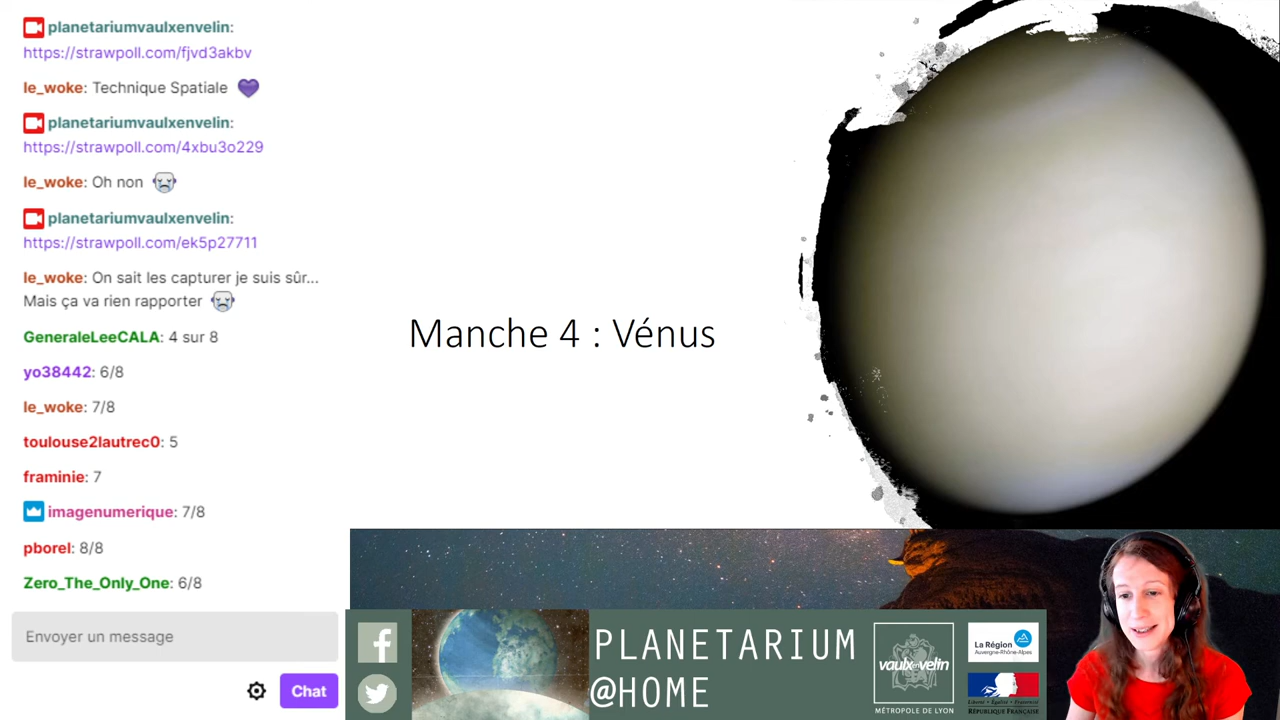 planetariumvaulxenvelin:
https://strawpoll.com/fjvd3akbv
le_woke: Technique Spatiale
planetariumvaulxenvelin:
https://strawpoll.com/4xbu3o229
le_woke: Oh non
planetariumvaulxenvelin:
https://strawpoll.com/ek5p27711
le_woke: On sait les capturer je suis sûr...
Mais ça va rien rapporter
GeneraleLeeCALA: 4 sur 8
yo38442: 6/8
le_woke: 7/8
toulouse2lautrec0: 5
framinie: 7
imagenumerique: 7/8
pborel: 8/8
Zero_The_Only_One: 6/8
Envoyer un message
Chat
Manche 4 : Vénus
PLANETARIUM
@HOME
vaulx en velin
MÉTROPOLE DE LYON
La Région
Auvergne-Rhône-Alpes
Liberté • Égalité • Fraternité
RÉPUBLIQUE FRANÇAISE